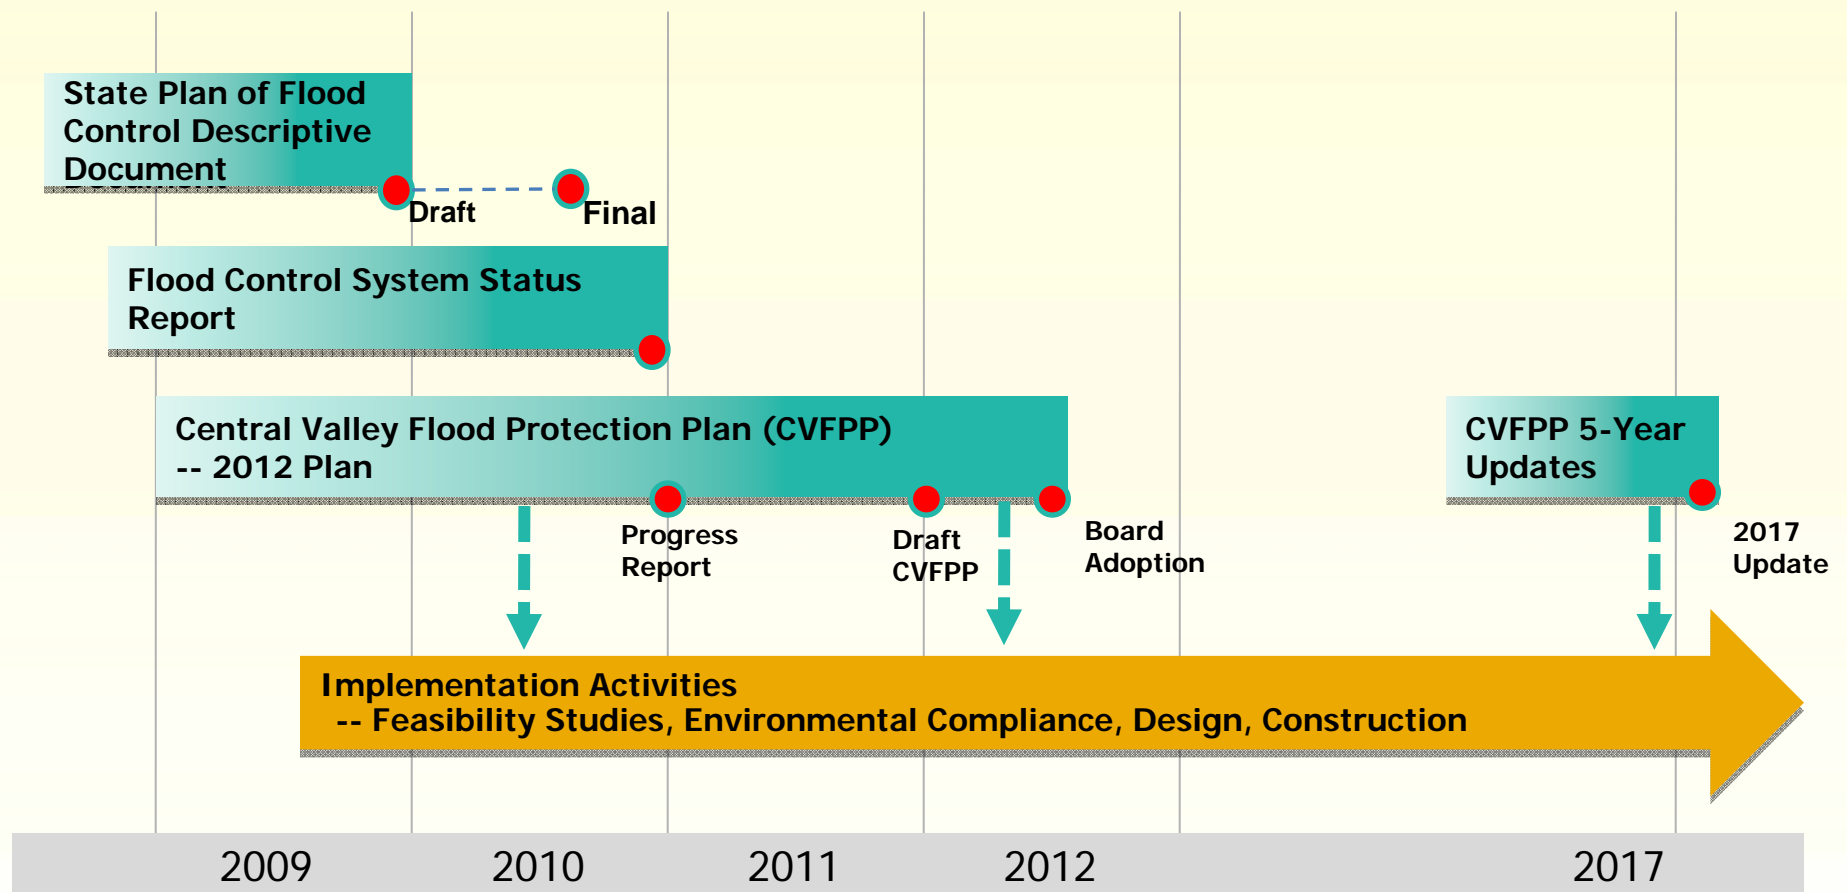 State Plan of Flood
Control Descriptive
Document
Draft
Final
Flood Control System Status
Report
Central Valley Flood Protection Plan (CVFPP)
-- 2012 Plan
CVFPP 5-Year
Updates
Progress
Report
Draft
CVFPP
Board
Adoption
2017
Update
Implementation Activities
-- Feasibility Studies, Environmental Compliance, Design, Construction
2009
2010
2011
2012
2017